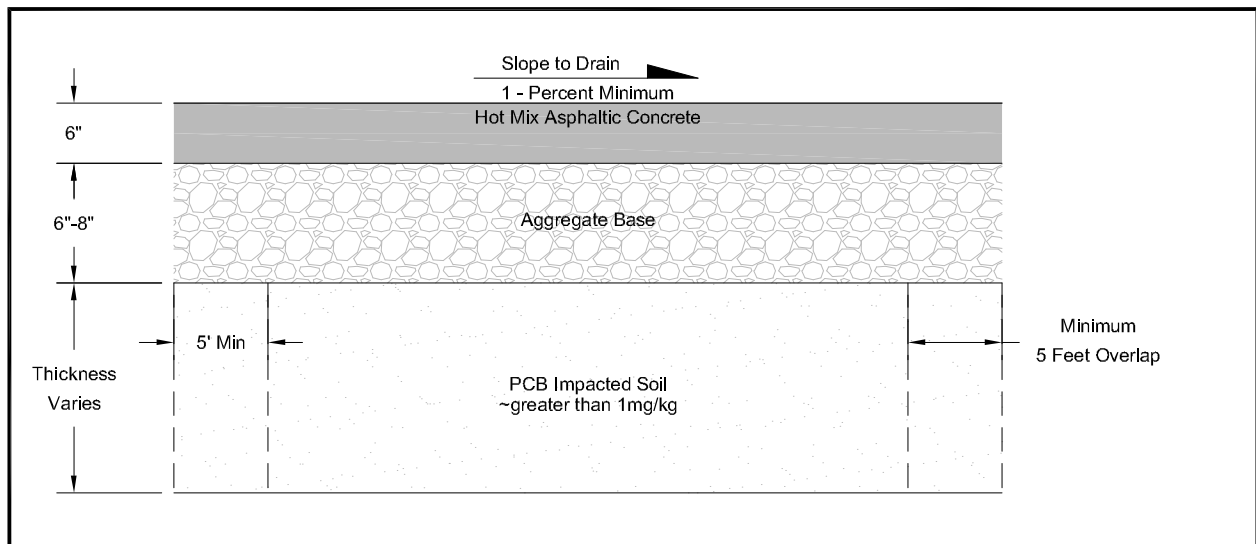 Slope to Drain
1 - Percent Minimum
Hot Mix Asphaltic Concrete
6"
Aggregate Base
6"-8"
5' Min
Minimum
5 Feet Overlap
Thickness
Varies
PCB Impacted Soil
~greater than 1mg/kg